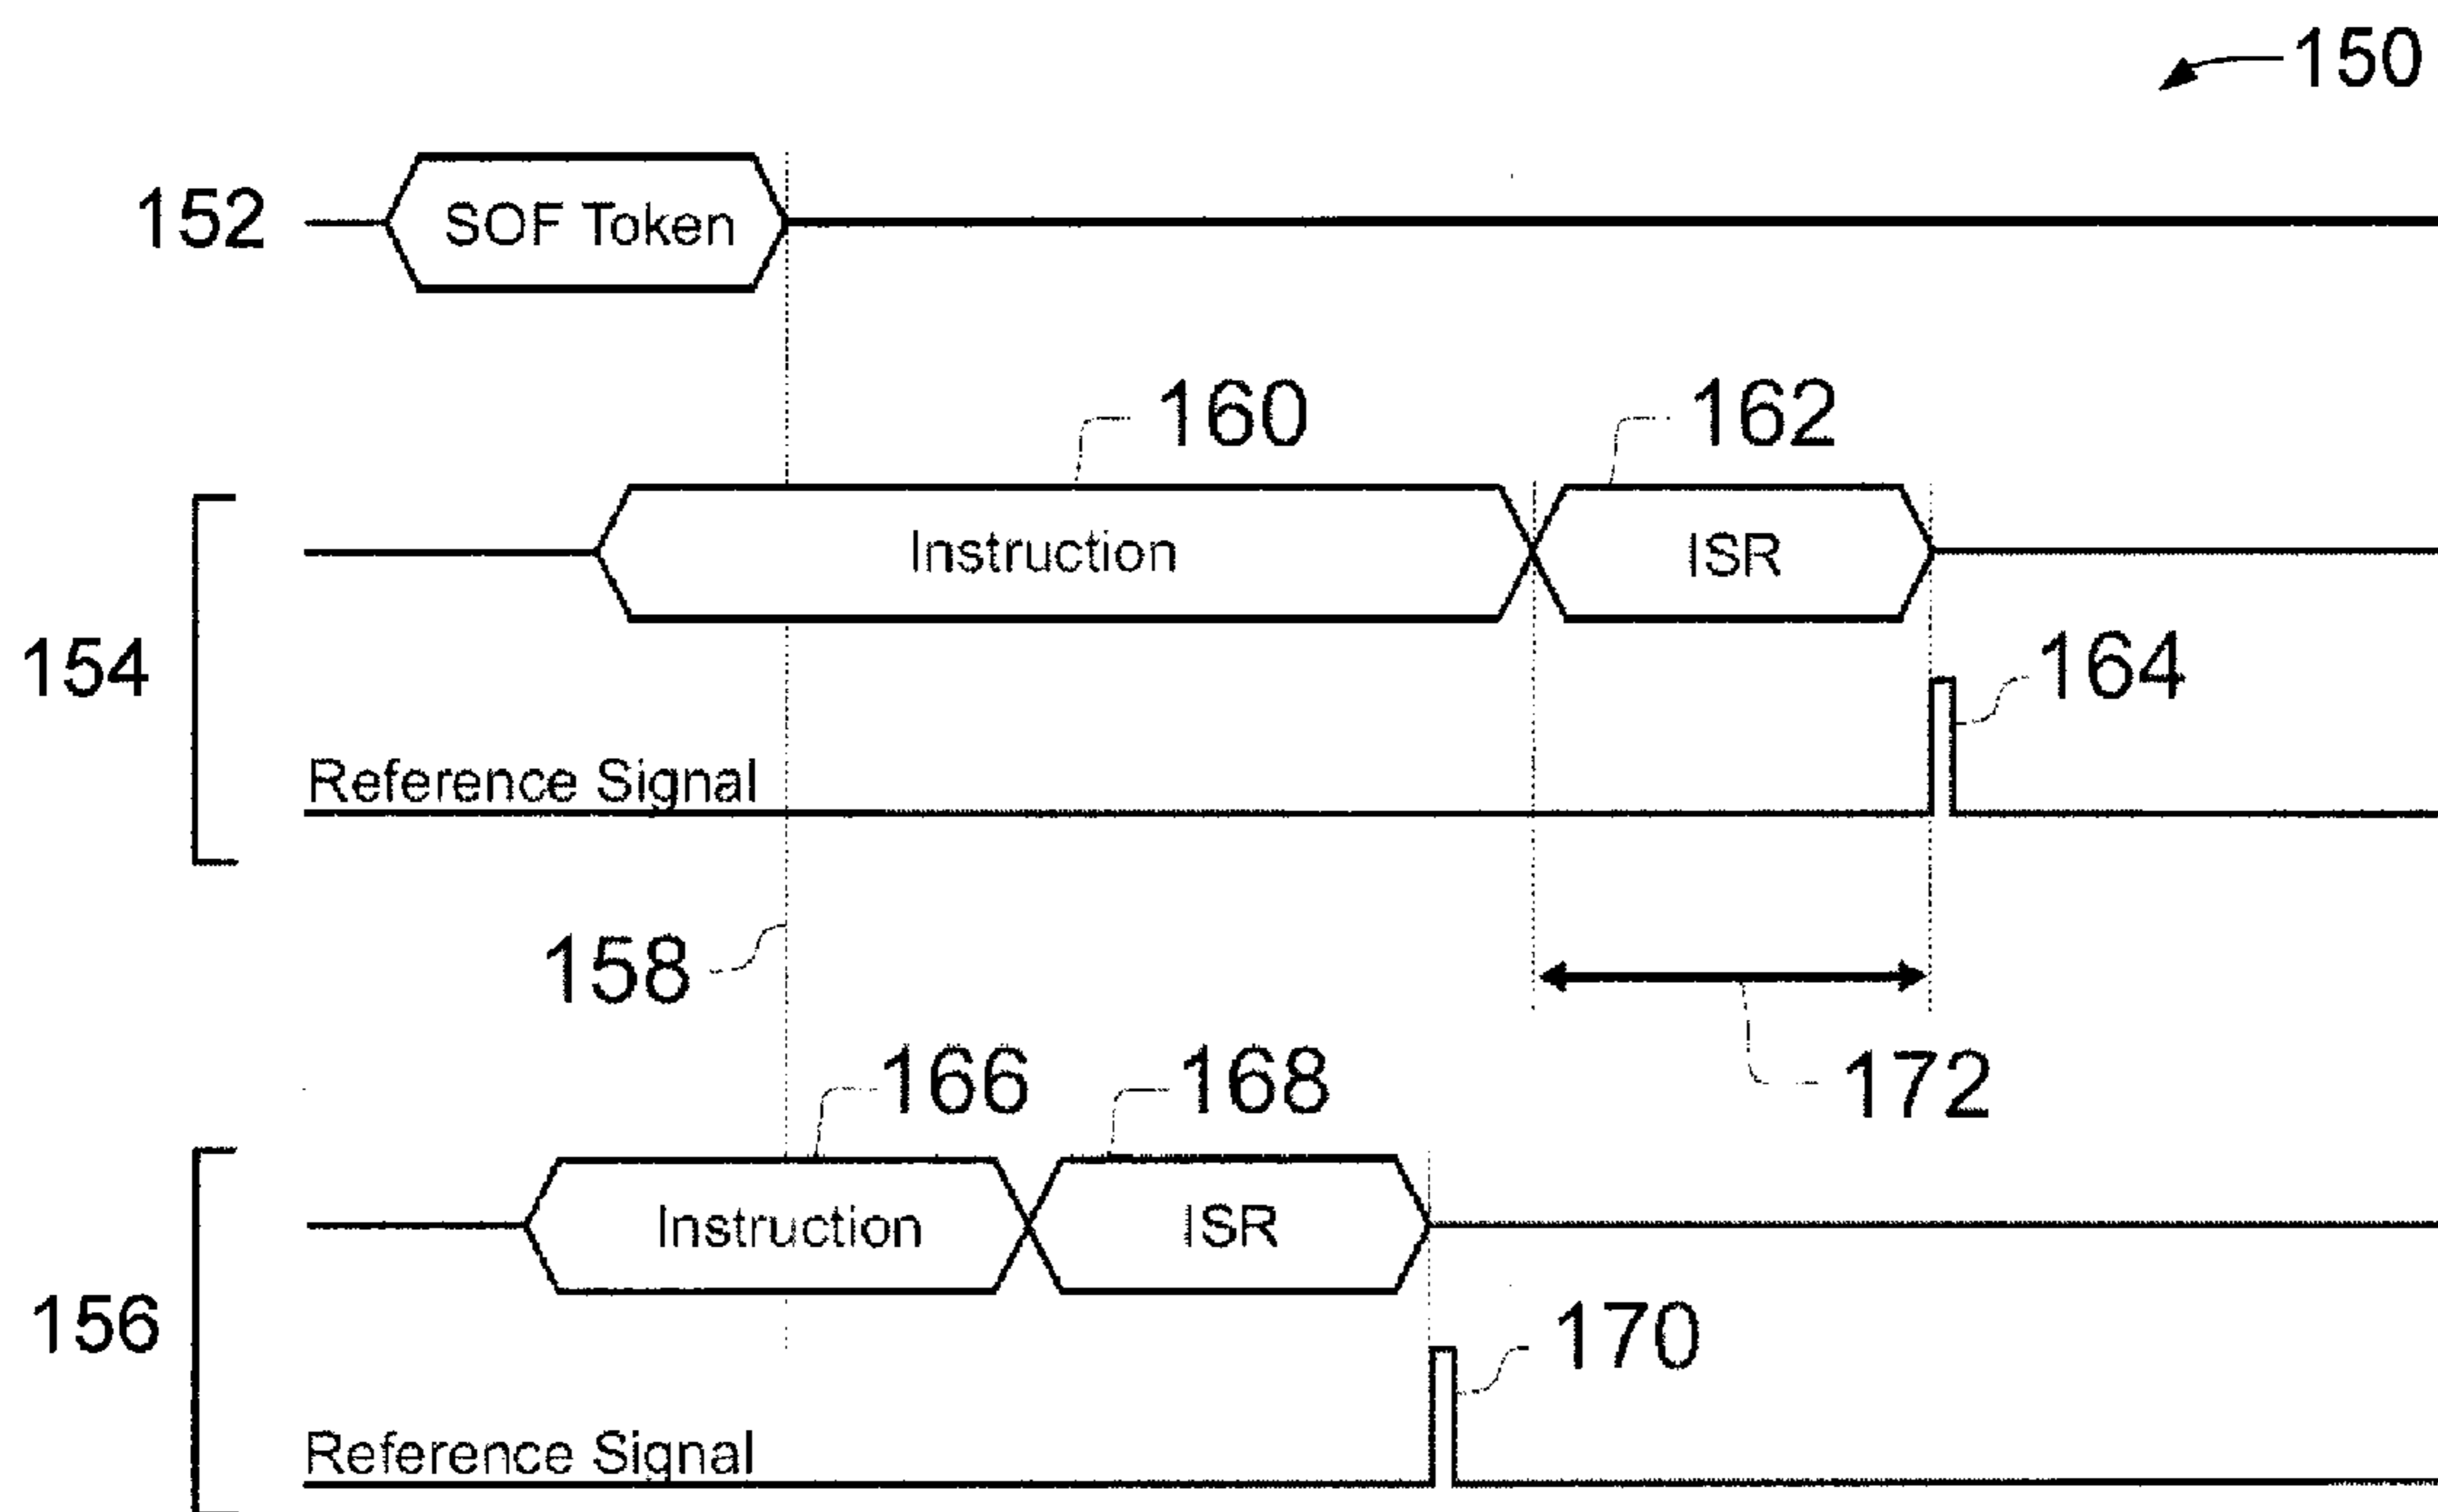 150
152
SOF Token
160
162
Instruction
ISR
154
164
Reference Signal
158
172
166
168
Instruction
ISR
156
170
Reference Signal